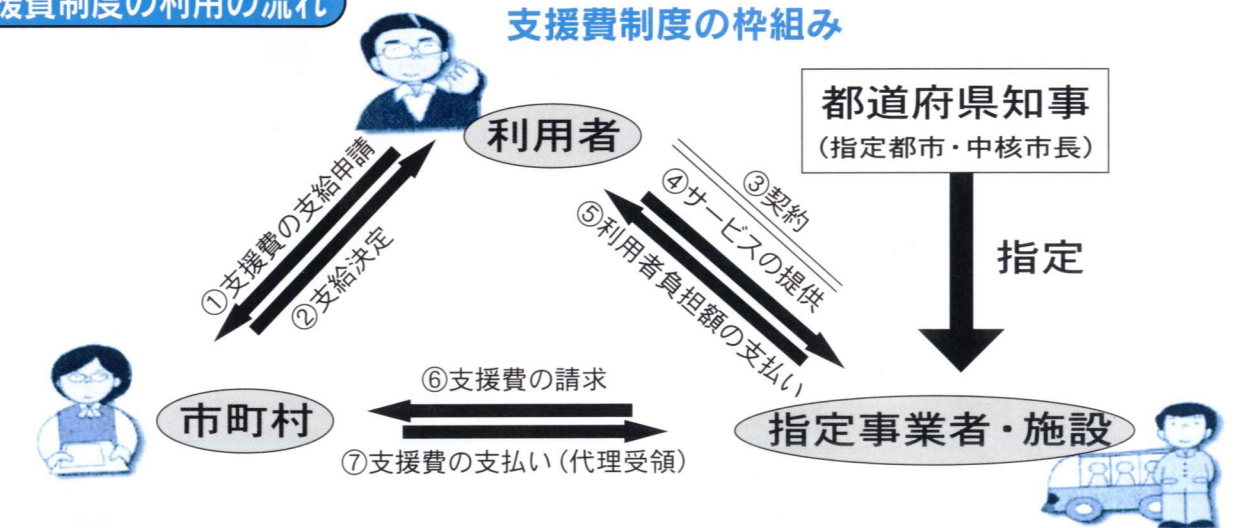 援費制度の利用の流れ
支援費制度の枠組み
利用者
都道府県知事
(指定都市・中核市長)
指定
①支援費の支給申請
②支給決定
③契約
④サービスの提供
⑤利用者負担額の支払い
⑥支援費の請求
⑦支援費の支払い(代理受領)
市町村
指定事業者・施設